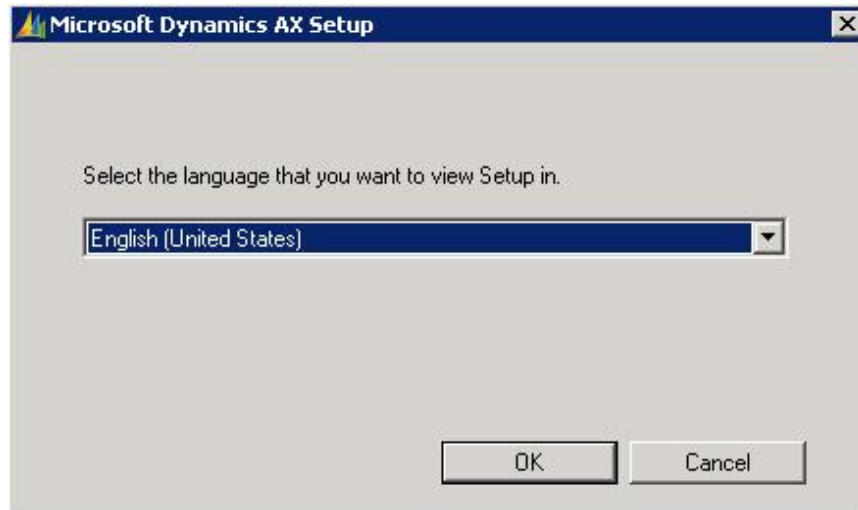 Microsoft Dynamics AX Setup
Select the language that you want to view Setup in.
English (United States)
OK Cancel